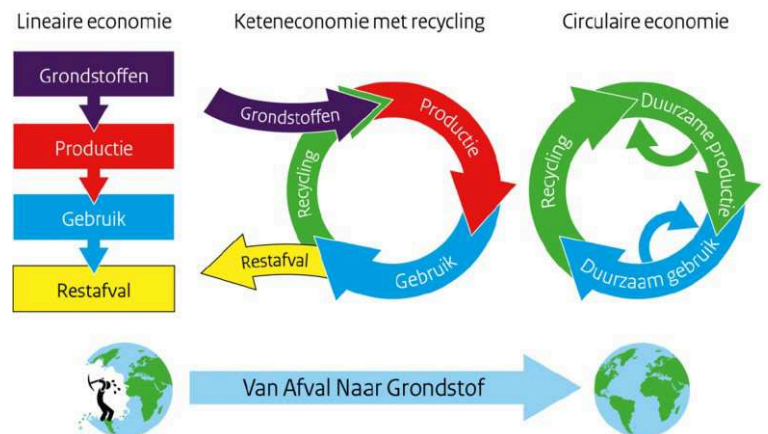 Lineaire economie
Grondstoffen
Productie
Gebruik
Restafval
Keteneconomie met recycling
Grondstoffen
Productie
Gebruik
Recycling
Restafval
Circulaire economie
Duurzame productie
Duurzaam gebruik
Recycling
Van Afval Naar Grondstof